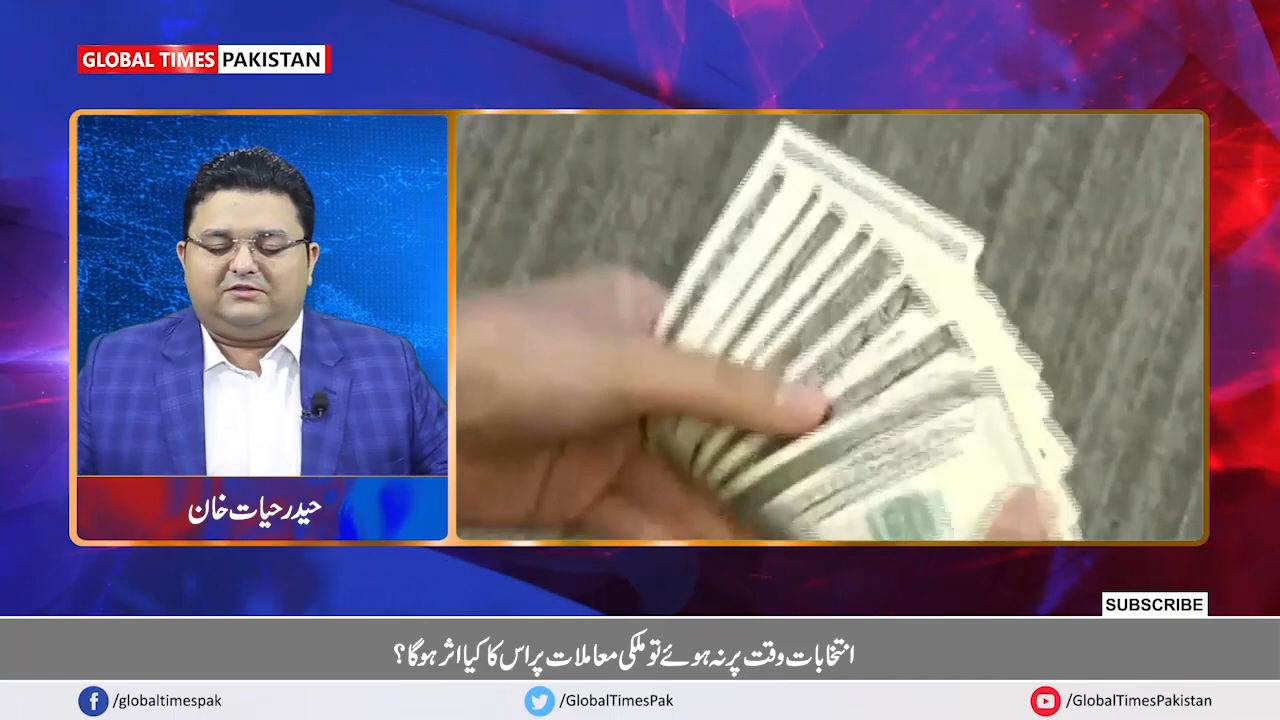 GLOBAL TIMES PAKISTAN
حیدر حیات خان
SUBSCRIBE
انتخابات وقت پر نہ ہوئے تو ملکی معاملات پر اس کا کیا اثر ہوگا؟
/globaltimespak
/GlobalTimesPak
/GlobalTimesPakistan